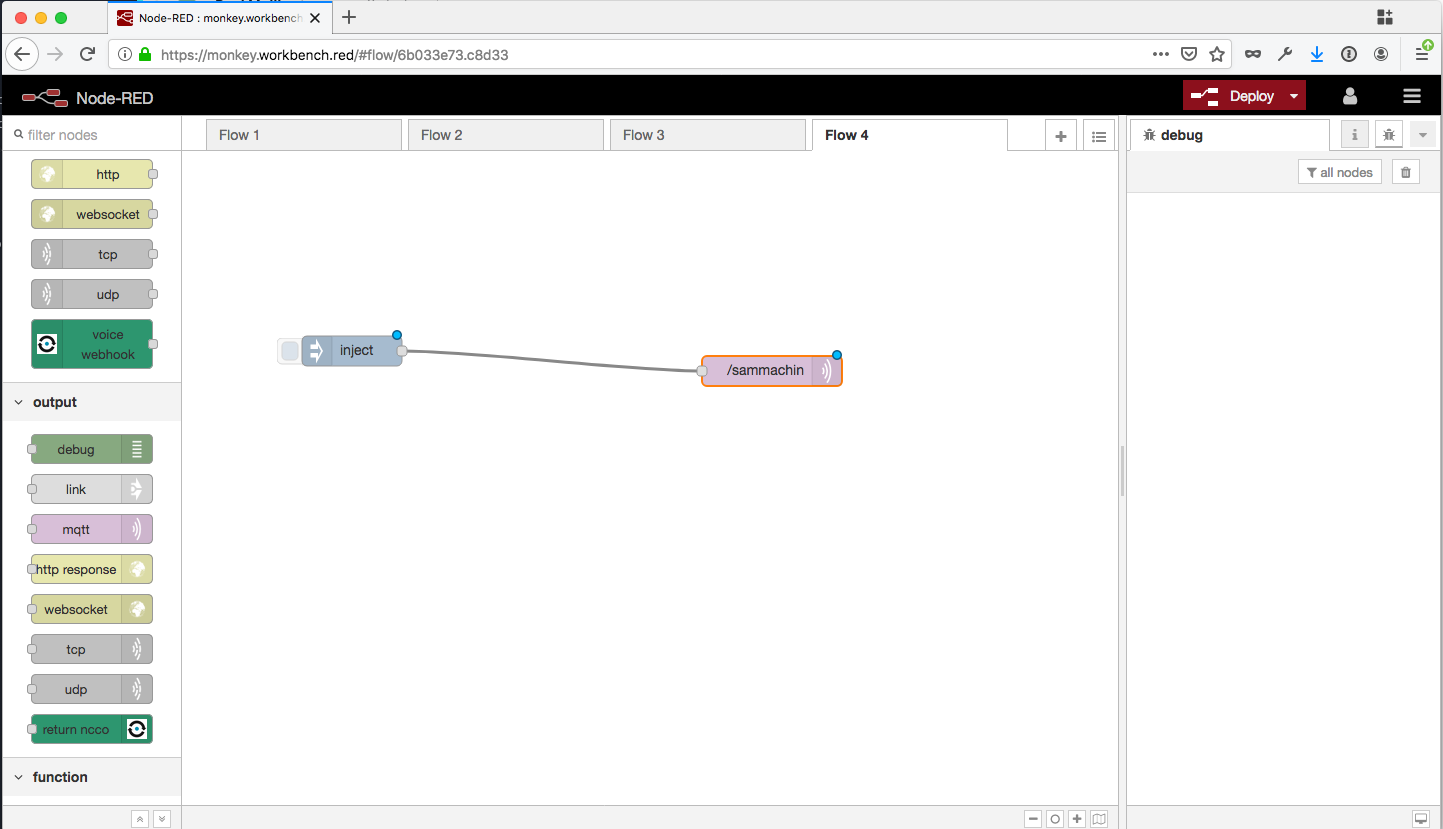 Node-RED : monkey.workbench
https://monkey.workbench.red/#flow/6b033e73.c8d33
Node-RED
Deploy
filter nodes
Flow 1
Flow 2
Flow 3
Flow 4
debug
all nodes
http
websocket
tcp
udp
voice
webhook
inject
/sammachin
output
debug
link
mqtt
http response
websocket
tcp
udp
return ncco
function